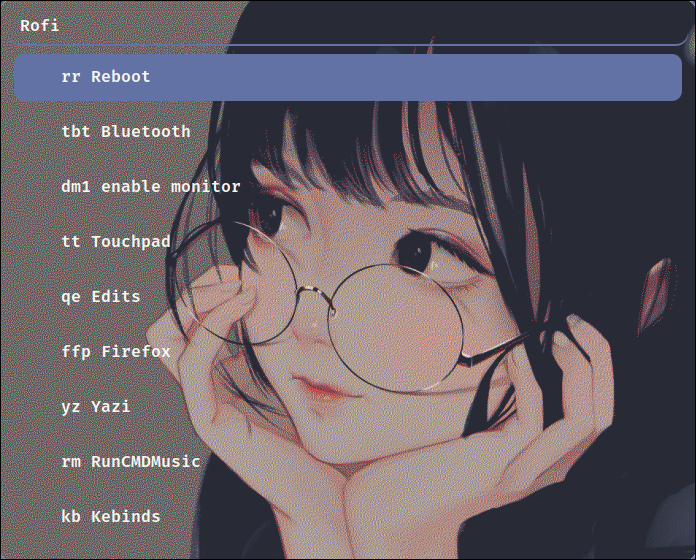 Rofi
rr Reboot
tbt Bluetooth
dm1 enable monitor
tt Touchpad
qe Edits
ffp Firefox
yz Yazi
rm RunCMDMusic
kb Kebinds